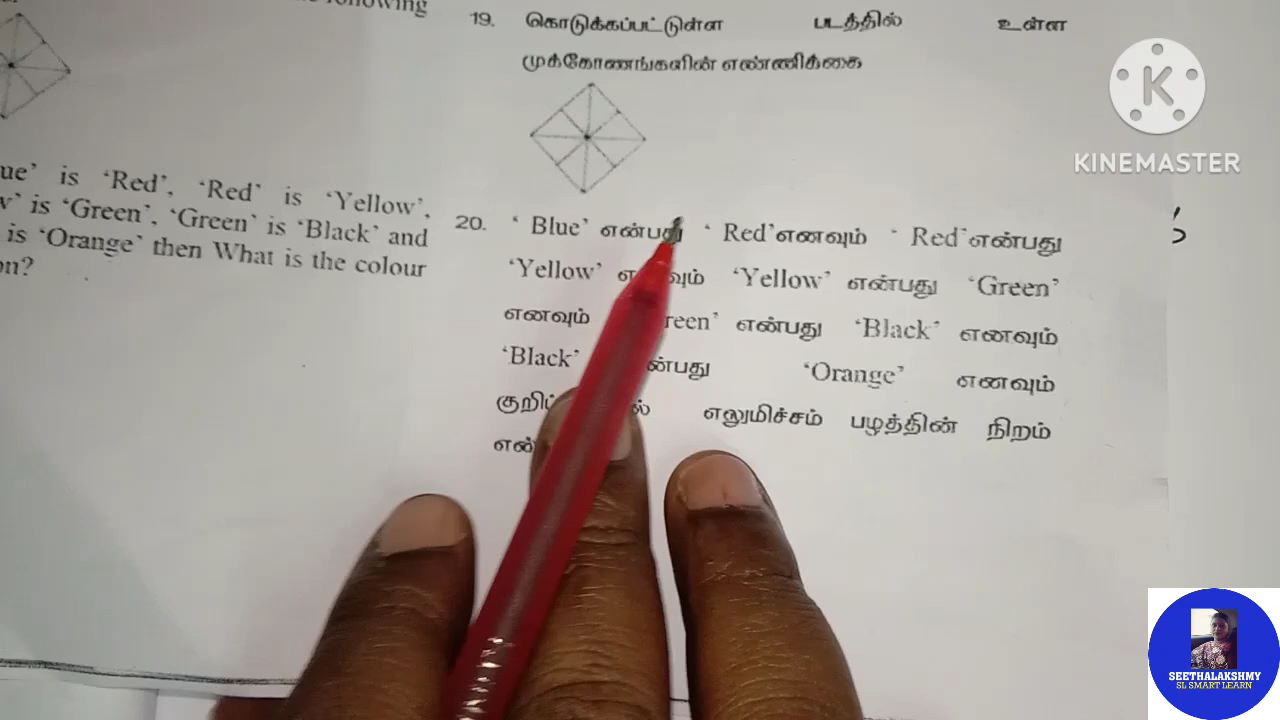 following
ue’ is ‘Red’, ‘Red’ is ‘Yellow’,
w’ is ‘Green’, ‘Green’ is ‘Black’ and
is ‘Orange’ then What is the colour
on?
19. கொடுக்கப்பட்டுள்ள படத்தில் உள்ள
முக்கோணங்களின் எண்ணிக்கை
20. ‘ Blue’ என்பது ‘ Red’எனவும் ‘ Red’என்பது
‘Yellow’ ‘Yellow’ என்பது ‘Green’
எனவும் reen’ என்பது ‘Black’ எனவும்
‘Black’ ‘Orange’ எனவும்
எலுமிச்சம் பழத்தின் நிறம்
K
KINEMASTER
SEETHALAKSHMY
SL SMART LEARN